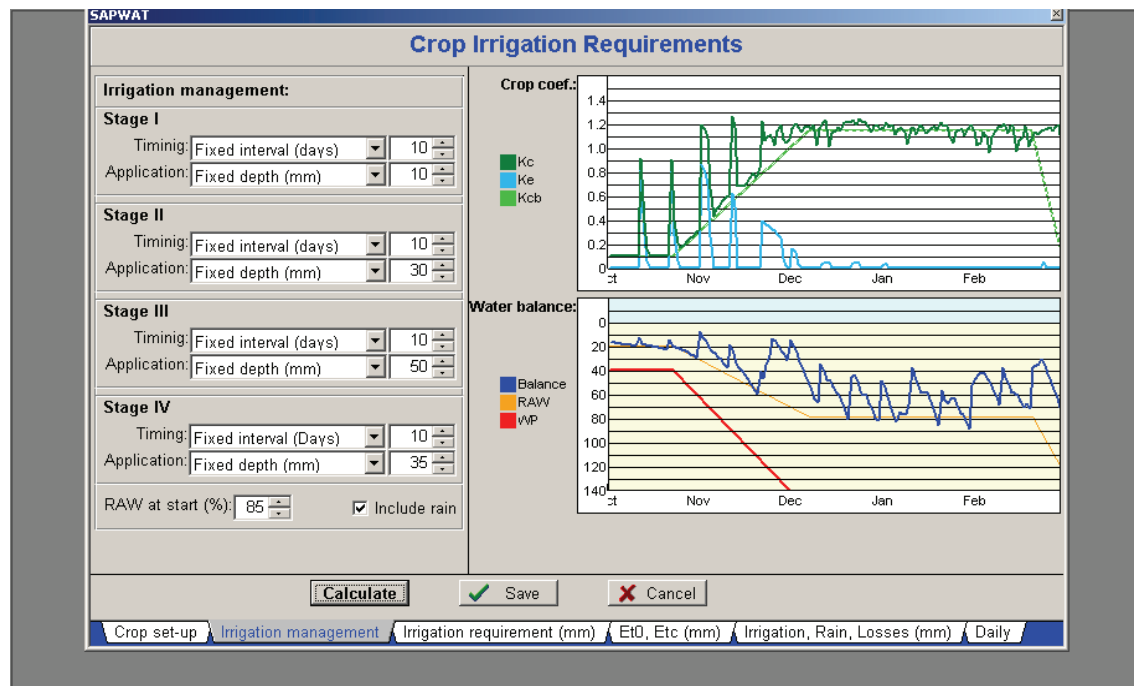 SAPWAT
Crop Irrigation Requirements
Irrigation management:
Stage I
Timinig: Fixed interval (days) 10
Application: Fixed depth (mm) 10
Stage II
Timinig: Fixed interval (days) 10
Application: Fixed depth (mm) 30
Stage III
Timinig: Fixed interval (days) 10
Application: Fixed depth (mm) 50
Stage IV
Timing: Fixed interval (Days) 10
Application: Fixed depth (mm) 35
RAW at start (%): 85 Include rain
Crop coef.:
1.4
1.2
1.0
0.8
0.6
0.4
0.2
0
ct Nov Dec Jan Feb
Kc
Ke
Kcb
Water balance:
0
20
40
60
80
100
120
140
ct Nov Dec Jan Feb
Balance
RAW
WP
Calculate Save Cancel
Crop set-up Irrigation management Irrigation requirement (mm) Et0, Etc (mm) Irrigation, Rain, Losses (mm) Daily